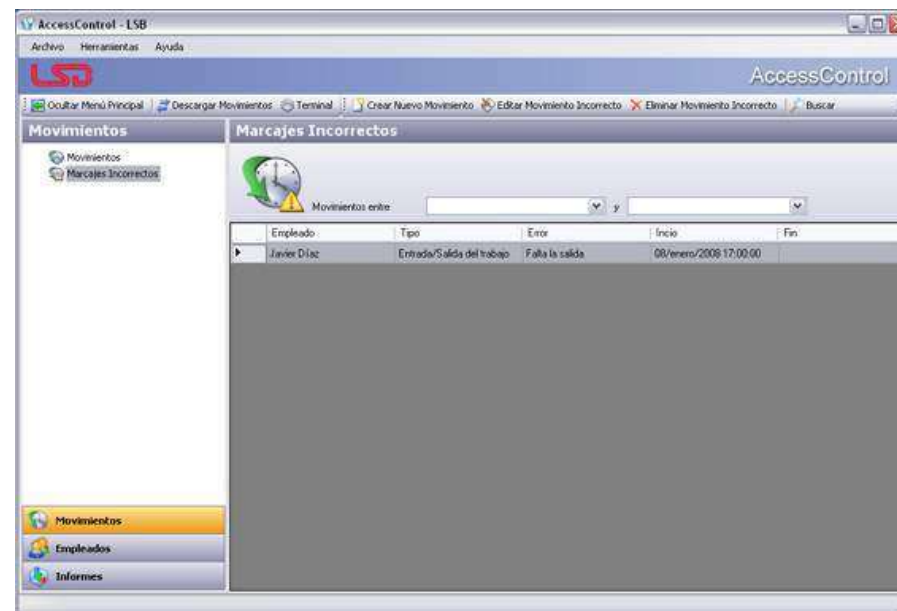 AccessControl - LSB
Archivo Herramientas Ayuda
LSB
AccessControl
Ocultar Menú Principal Descargar Movimientos Terminal Crear Nuevo Movimiento Editar Movimiento Incorrecto Eliminar Movimiento Incorrecto Buscar
Movimientos
Marcajes Incorrectos
Movimientos
Marcajes Incorrectos
Movimientos entre y
Empleado Tipo Error Incio Fin
Javier Díaz Entrada/Salida del trabajo Falta la salida 08/enero/2008 17:00:00
Movimientos
Empleados
Informes